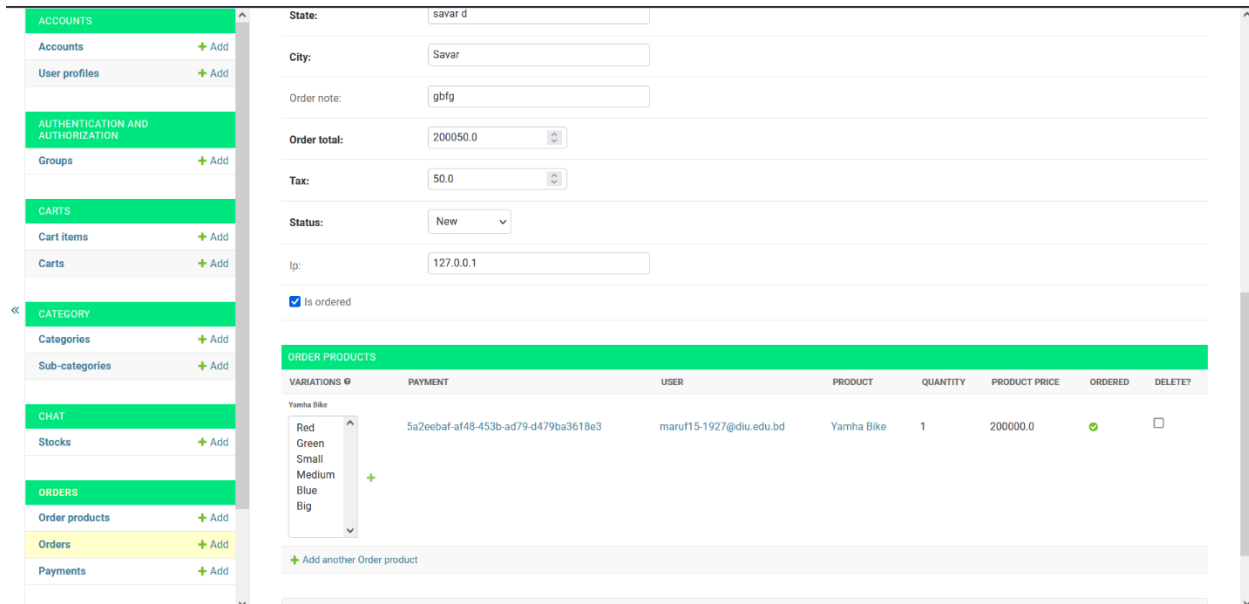 ACCOUNTS
Accounts + Add
User profiles + Add
AUTHENTICATION AND
AUTHORIZATION
Groups + Add
CARTS
Cart items + Add
Carts + Add
CATEGORY
Categories + Add
Sub-categories + Add
CHAT
Stocks + Add
ORDERS
Order products + Add
Orders + Add
Payments + Add
«
State: savar d
City: Savar
Order note: gbfg
Order total: 200050.0
Tax: 50.0
Status: New
Ip: 127.0.0.1
Is ordered
ORDER PRODUCTS
VARIATIONS PAYMENT USER PRODUCT QUANTITY PRODUCT PRICE ORDERED DELETE?
Yamha Bike
Red
Green
Small
Medium
Blue
Big
+
5a2eebaf-af48-453b-ad79-d479ba3618e3 maruf15-1927@diu.edu.bd Yamha Bike 1 200000.0
+ Add another Order product